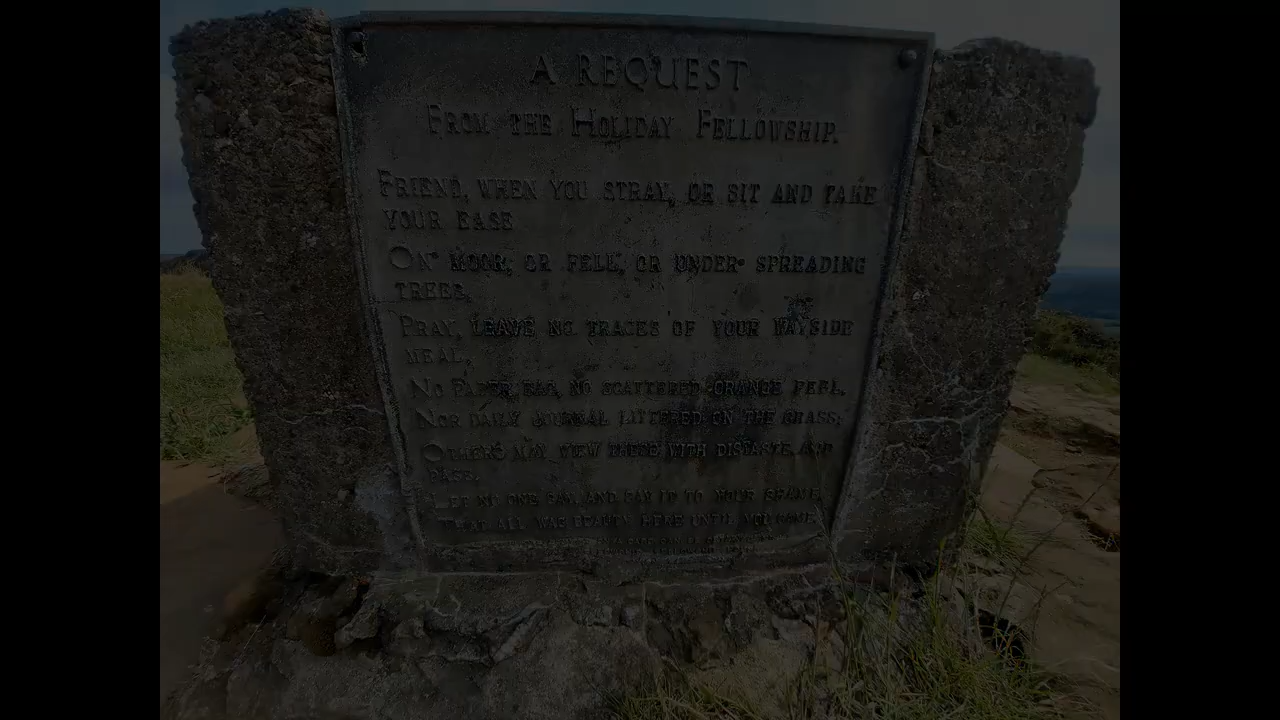 A REQUEST
FROM THE HOLIDAY FELLOWSHIP.
FRIEND, WHEN YOU STRAY, OR SIT AND TAKE
YOUR EASE
ON MOOR, OR FELL, OR UNDER SPREADING
TREES,
PRAY, LEAVE NO TRACES OF YOUR WAYSIDE
MEAL,
NO PAPER BAG, NO SCATTERED ORANGE PEEL,
NOR DAILY JOURNAL LITTERED ON THE GRASS;
OTHERS MAY VIEW THESE WITH DISTASTE, AND
PASS.
LET NO ONE SAY, AND SAY IT TO YOUR SHAME,
THAT ALL WAS BEAUTY HERE UNTIL YOU CAME.